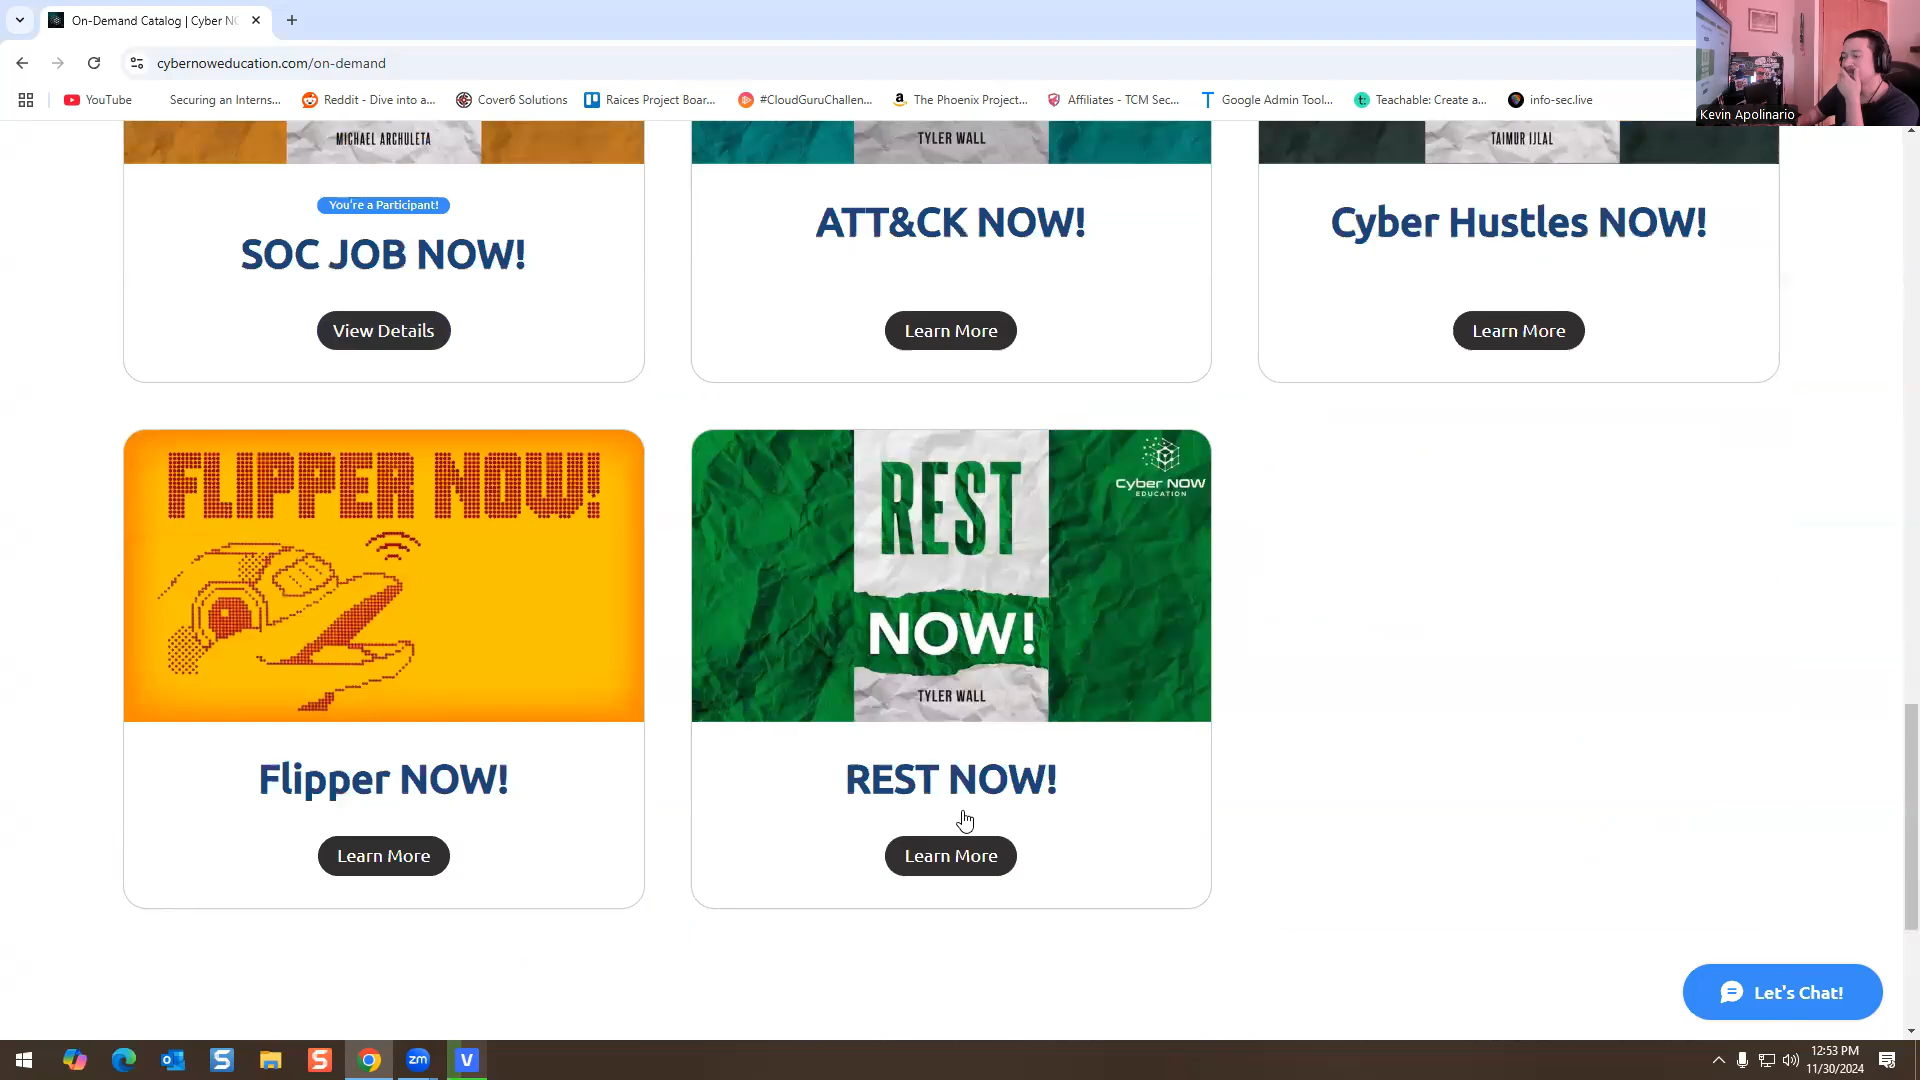 On-Demand Catalog | Cyber NO
cybernoweducation.com/on-demand
YouTube
Securing an Interns...
Reddit - Dive into a...
Cover6 Solutions
Raices Project Boar...
#CloudGuruChallen...
The Phoenix Project...
Affiliates - TCM Sec...
Google Admin Tool...
Teachable: Create a...
info-sec.live
Kevin Apolinario
MICHAEL ARCHULETA
TYLER WALL
TAIMUR IJLAL
You're a Participant!
SOC JOB NOW!
ATT&CK NOW!
Cyber Hustles NOW!
View Details
Learn More
Learn More
FLIPPER NOW!
REST
NOW!
TYLER WALL
Cyber NOW
EDUCATION
Flipper NOW!
REST NOW!
Learn More
Learn More
Let's Chat!
zm
12:53 PM
11/30/2024